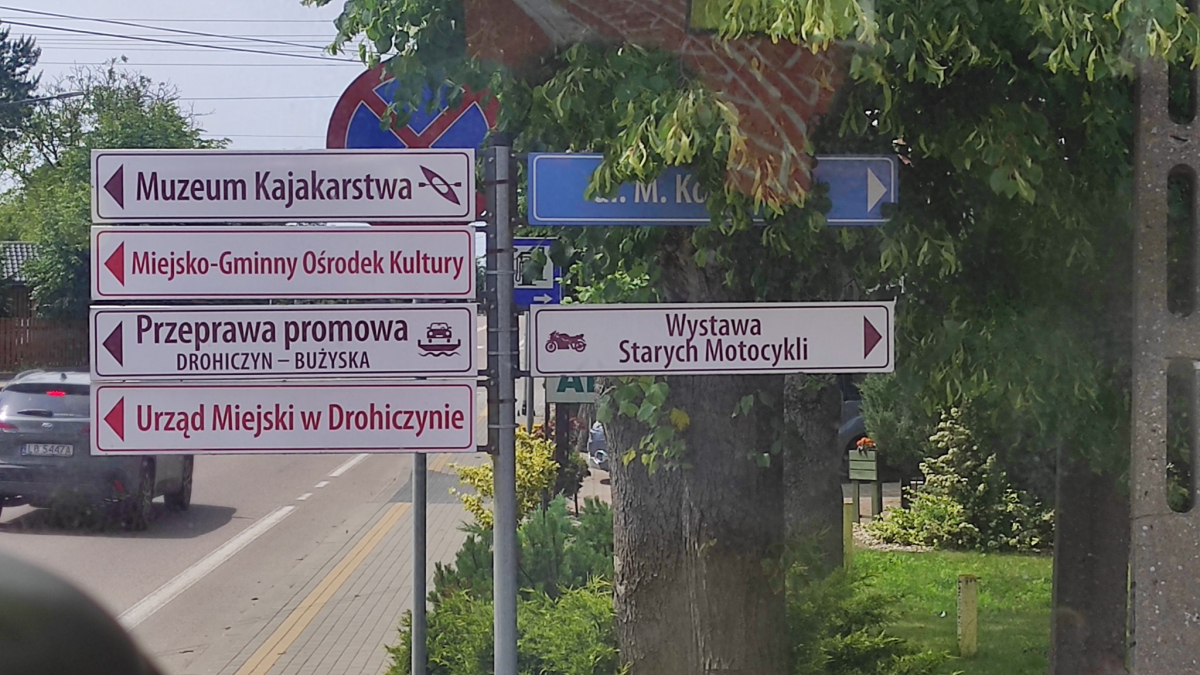 Muzeum Kajakarstwa
Miejsko-Gminny Ośrodek Kultury
Przeprawa promowa
DROHICZYN – BUŻYSKA
Urząd Miejski w Drohiczynie
M.
Wystawa
Starych Motocykli